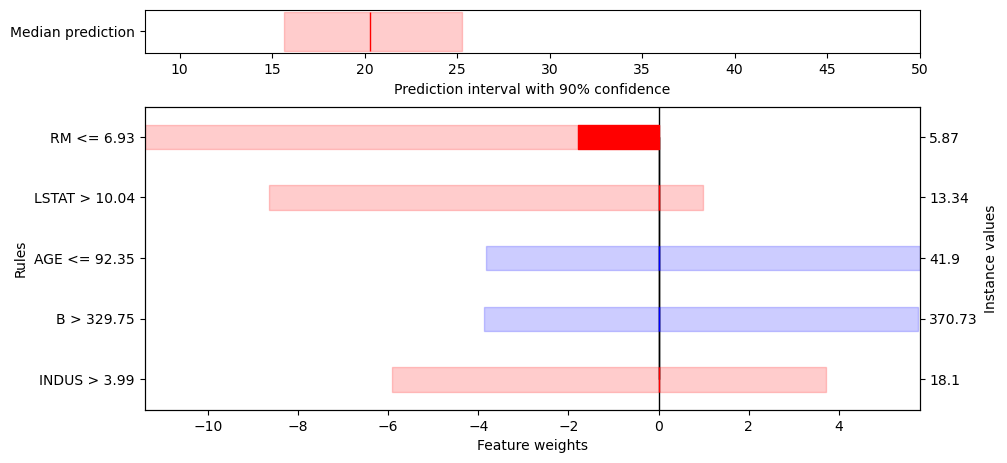 Median prediction
10 15 20 25 30 35 40 45 50
Prediction interval with 90% confidence
RM <= 6.93 5.87
LSTAT > 10.04 13.34
AGE <= 92.35 41.9
B > 329.75 370.73
INDUS > 3.99 18.1
Rules
Instance values
−10 −8 −6 −4 −2 0 2 4
Feature weights